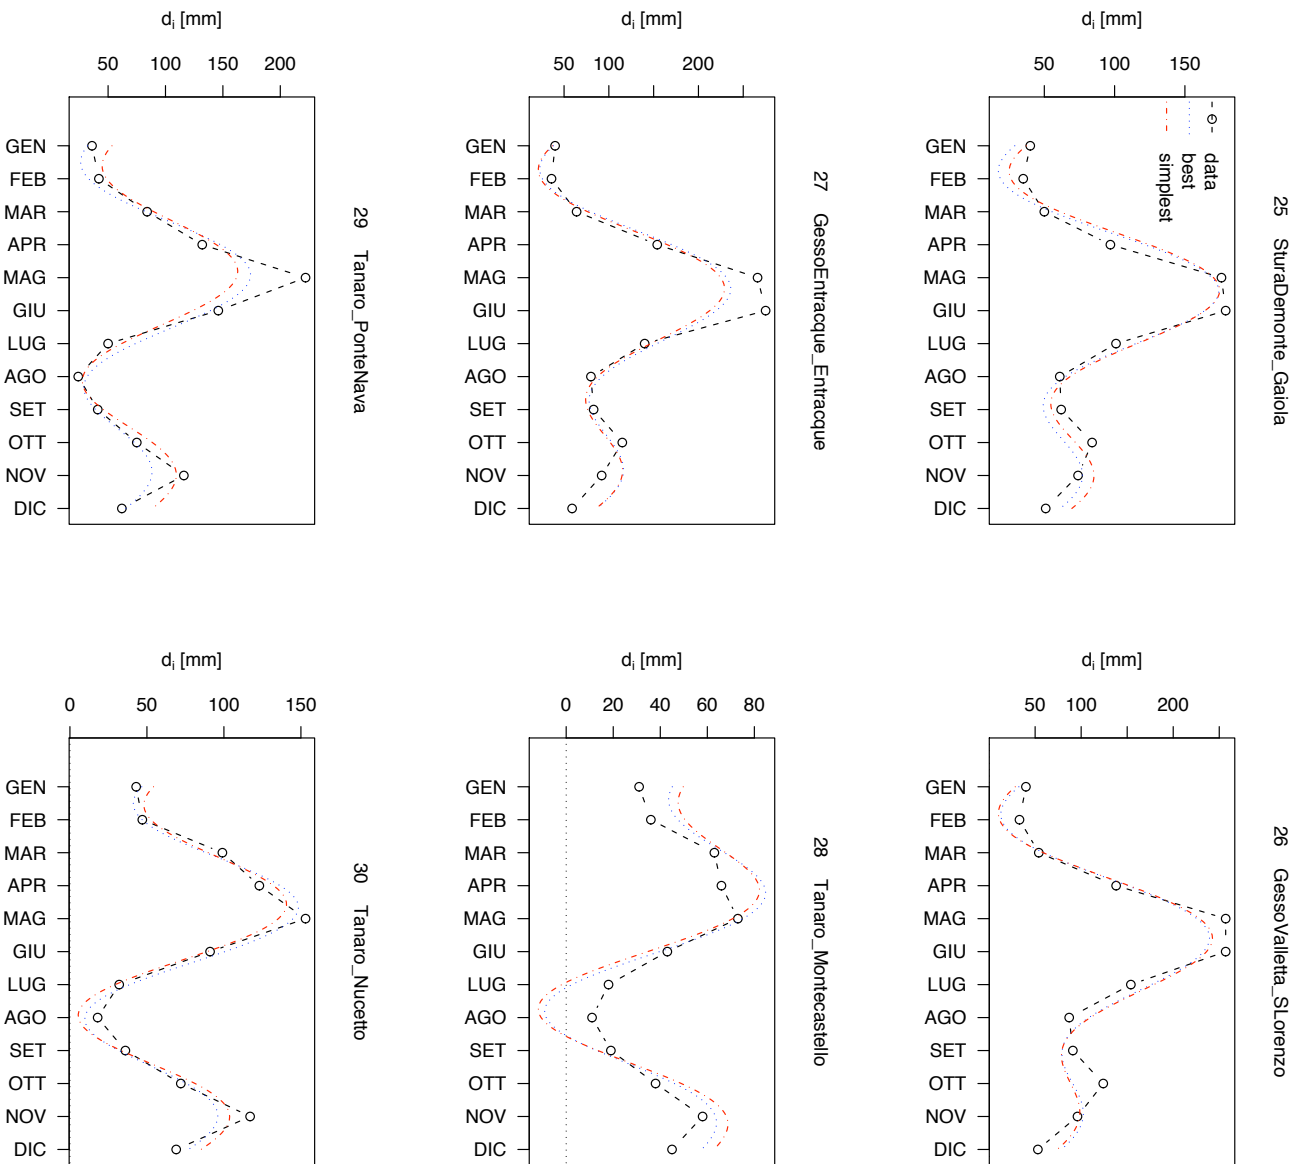 25 SturaDemonte_Gaiola
d_i [mm]
50 100 150
data
best
simplest
GEN
FEB
MAR
APR
MAG
GIU
LUG
AGO
SET
OTT
NOV
DIC
26 GessoValletta_SLorenzo
d_i [mm]
50 100 200
GEN
FEB
MAR
APR
MAG
GIU
LUG
AGO
SET
OTT
NOV
DIC
27 GessoEntracque_Entracque
d_i [mm]
50 100 200
GEN
FEB
MAR
APR
MAG
GIU
LUG
AGO
SET
OTT
NOV
DIC
28 Tanaro_Montecastello
d_i [mm]
0 20 40 60 80
GEN
FEB
MAR
APR
MAG
GIU
LUG
AGO
SET
OTT
NOV
DIC
29 Tanaro_PonteNava
d_i [mm]
50 100 150 200
GEN
FEB
MAR
APR
MAG
GIU
LUG
AGO
SET
OTT
NOV
DIC
30 Tanaro_Nucetto
d_i [mm]
0 50 100 150
GEN
FEB
MAR
APR
MAG
GIU
LUG
AGO
SET
OTT
NOV
DIC